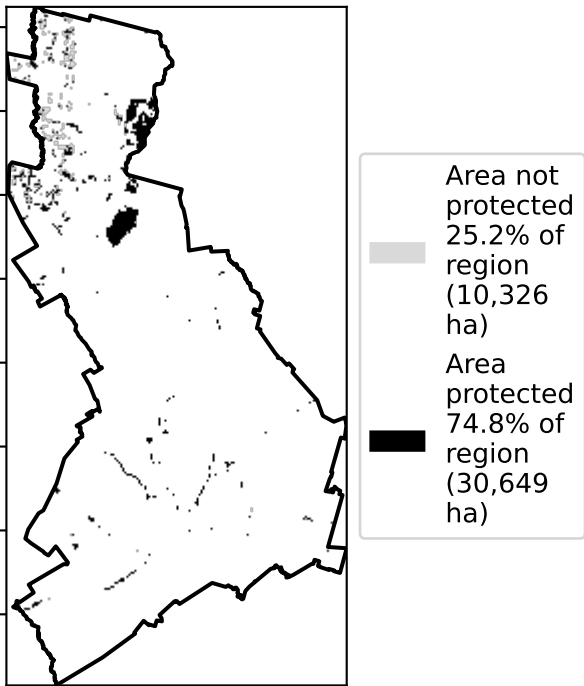 Area not
protected
25.2% of
region
(10,326
ha)
Area
protected
74.8% of
region
(30,649
ha)